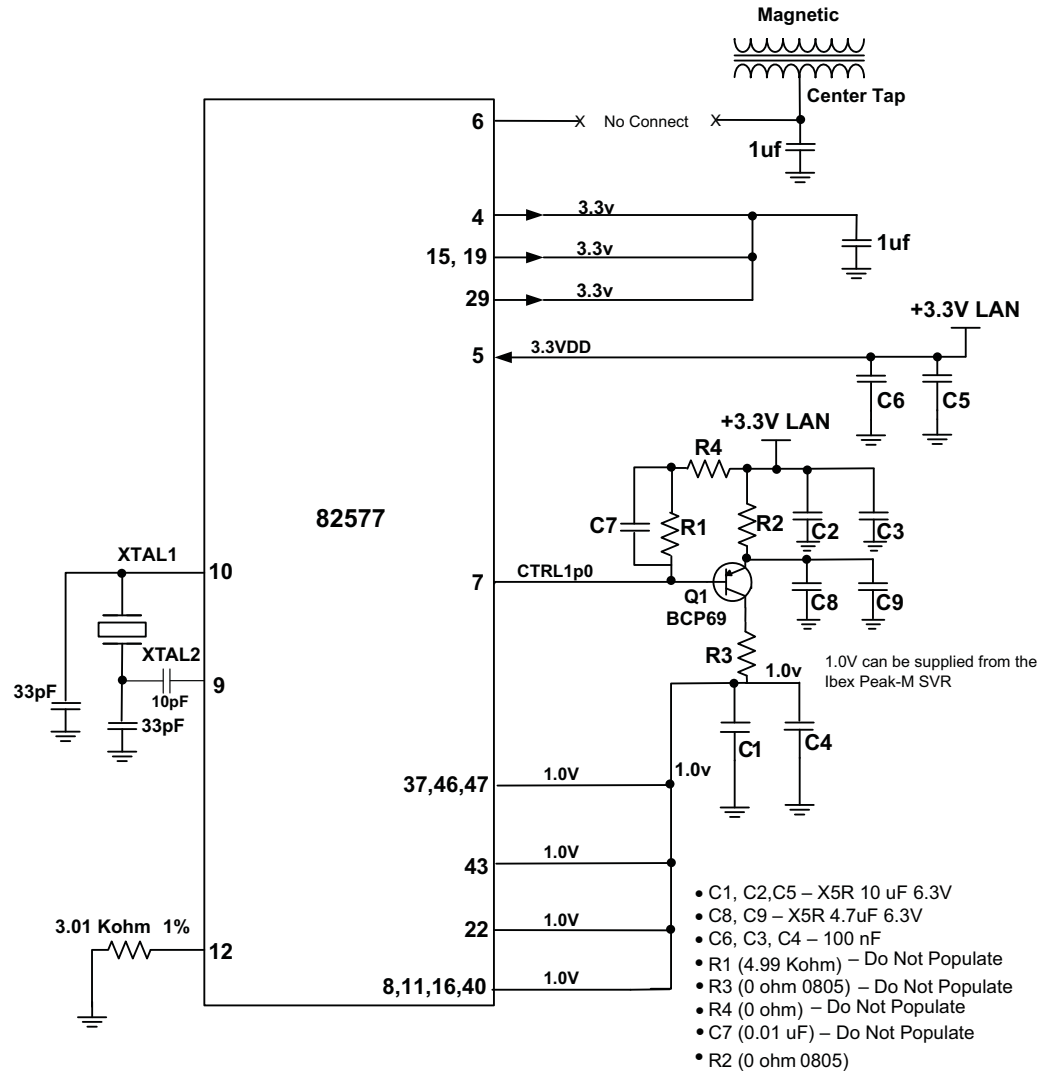 Magnetic
Center Tap
6
X No Connect X
1uf
4
3.3v
1uf
15, 19
3.3v
29
3.3v
+3.3V LAN
5
3.3VDD
C6
C5
+3.3V LAN
R4
82577
C7
R1
R2
C2
C3
XTAL1
10
7
CTRL1p0
Q1
BCP69
C8
C9
XTAL2
9
R3
1.0v
1.0V can be supplied from the
Ibex Peak-M SVR
33pF
10pF
33pF
C1
C4
37,46,47
1.0V
1.0v
43
1.0V
22
1.0V
8,11,16,40
1.0V
3.01 Kohm 1%
12
• C1, C2,C5 – X5R 10 uF 6.3V
• C8, C9 – X5R 4.7uF 6.3V
• C6, C3, C4 – 100 nF
• R1 (4.99 Kohm) – Do Not Populate
• R3 (0 ohm 0805) – Do Not Populate
• R4 (0 ohm) – Do Not Populate
• C7 (0.01 uF) – Do Not Populate
• R2 (0 ohm 0805)